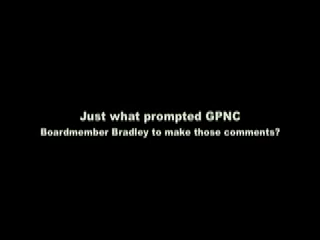 Just what prompted GPNC
Boardmember Bradley to make those comments?